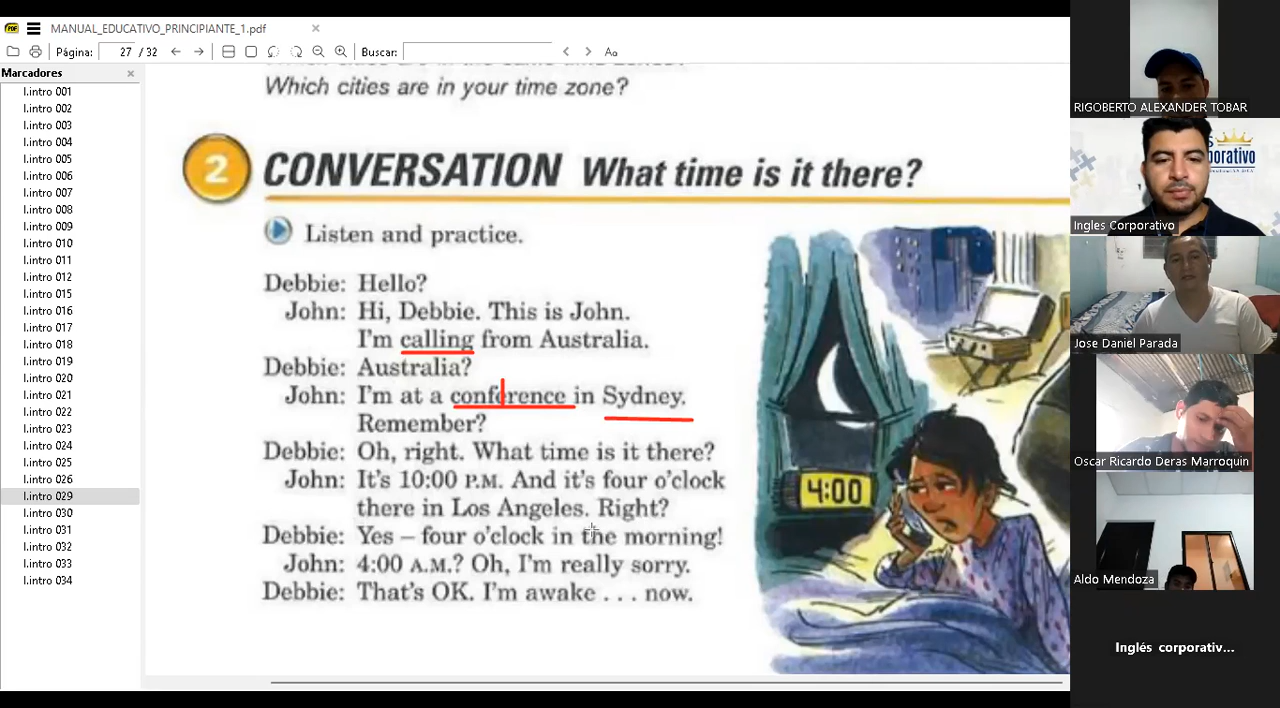 MANUAL_EDUCATIVO_PRINCIPIANTE_1.pdf
Página: 27 / 32
Buscar:
Aa
Marcadores
I.intro 001
I.intro 002
I.intro 003
I.intro 004
I.intro 005
I.intro 006
I.intro 007
I.intro 008
I.intro 009
I.intro 010
I.intro 011
I.intro 012
I.intro 015
I.intro 016
I.intro 017
I.intro 018
I.intro 019
I.intro 020
I.intro 021
I.intro 022
I.intro 023
I.intro 024
I.intro 025
I.intro 026
I.intro 029
I.intro 030
I.intro 031
I.intro 032
I.intro 033
I.intro 034
Which cities are in your time zone?
2 CONVERSATION What time is it there?
Listen and practice.
Debbie: Hello?
John: Hi, Debbie. This is John.
I'm calling from Australia.
Debbie: Australia?
John: I'm at a conference in Sydney.
Remember?
Debbie: Oh, right. What time is it there?
John: It's 10:00 P.M. And it's four o'clock
there in Los Angeles. Right?
Debbie: Yes – four o'clock in the morning!
John: 4:00 A.M.? Oh, I'm really sorry.
Debbie: That's OK. I'm awake . . . now.
4:00
RIGOBERTO ALEXANDER TOBAR
Ingles Corporativo
Jose Daniel Parada
Oscar Ricardo Deras Marroquin
Aldo Mendoza
Inglés corporativ...